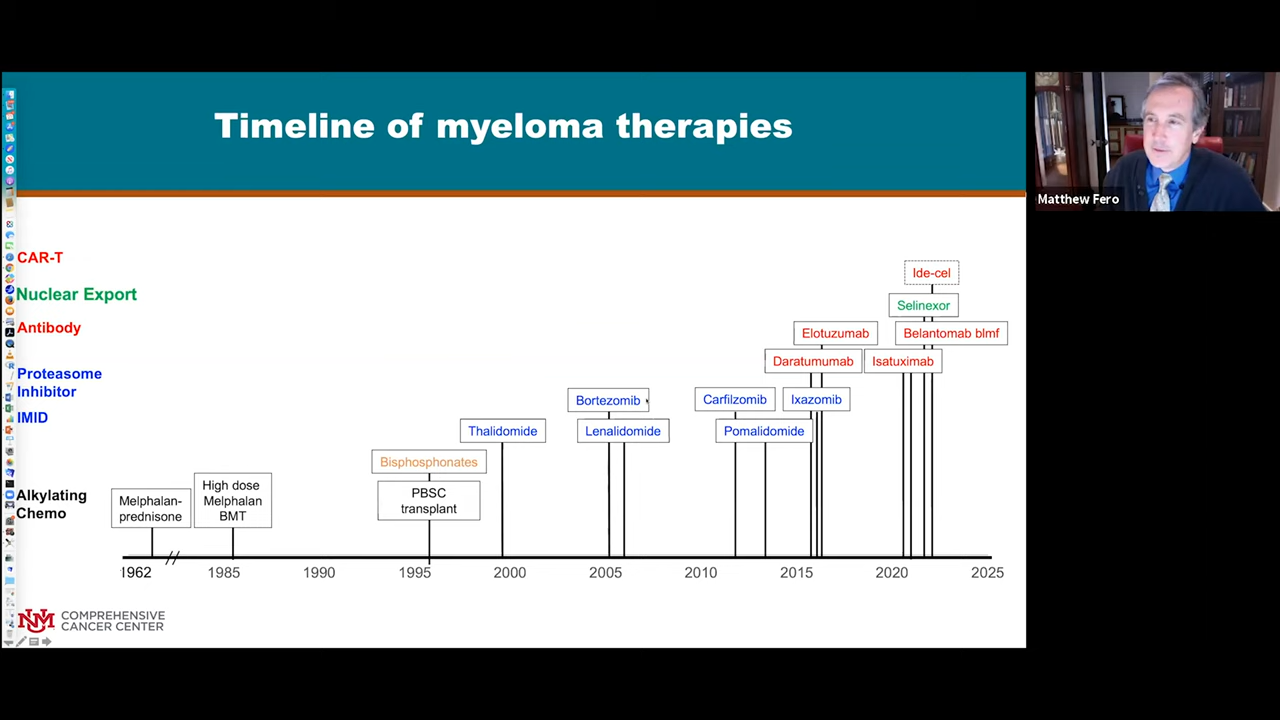 Timeline of myeloma therapies
Matthew Fero
CAR-T
Ide-cel
Nuclear Export
Selinexor
Antibody
Elotuzumab
Belantomab blmf
Daratumumab
Isatuximab
Proteasome
Inhibitor
Bortezomib
Carfilzomib
Ixazomib
IMID
Thalidomide
Lenalidomide
Pomalidomide
Bisphosphonates
Alkylating
Chemo
Melphalan-
prednisone
High dose
Melphalan
BMT
PBSC
transplant
1962
1985
1990
1995
2000
2005
2010
2015
2020
2025
COMPREHENSIVE
CANCER CENTER